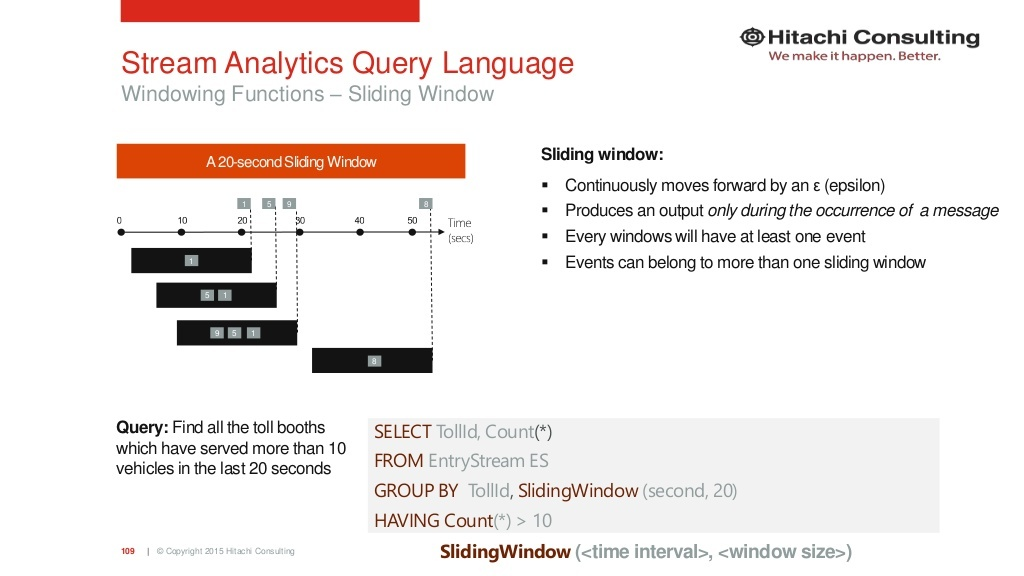 Hitachi Consulting
We make it happen. Better.
Stream Analytics Query Language
Windowing Functions – Sliding Window
A 20-second Sliding Window
1 5 9 8
0 10 20 30 40 50 Time
(secs)
1
5 1
9 5 1
8
Sliding window:
▪ Continuously moves forward by an ε (epsilon)
▪ Produces an output only during the occurrence of a message
▪ Every windows will have at least one event
▪ Events can belong to more than one sliding window
Query: Find all the toll booths
which have served more than 10
vehicles in the last 20 seconds
SELECT TollId, Count(*)
FROM EntryStream ES
GROUP BY TollId, SlidingWindow (second, 20)
HAVING Count(*) > 10
SlidingWindow (<time interval>, <window size>)
109 | © Copyright 2015 Hitachi Consulting